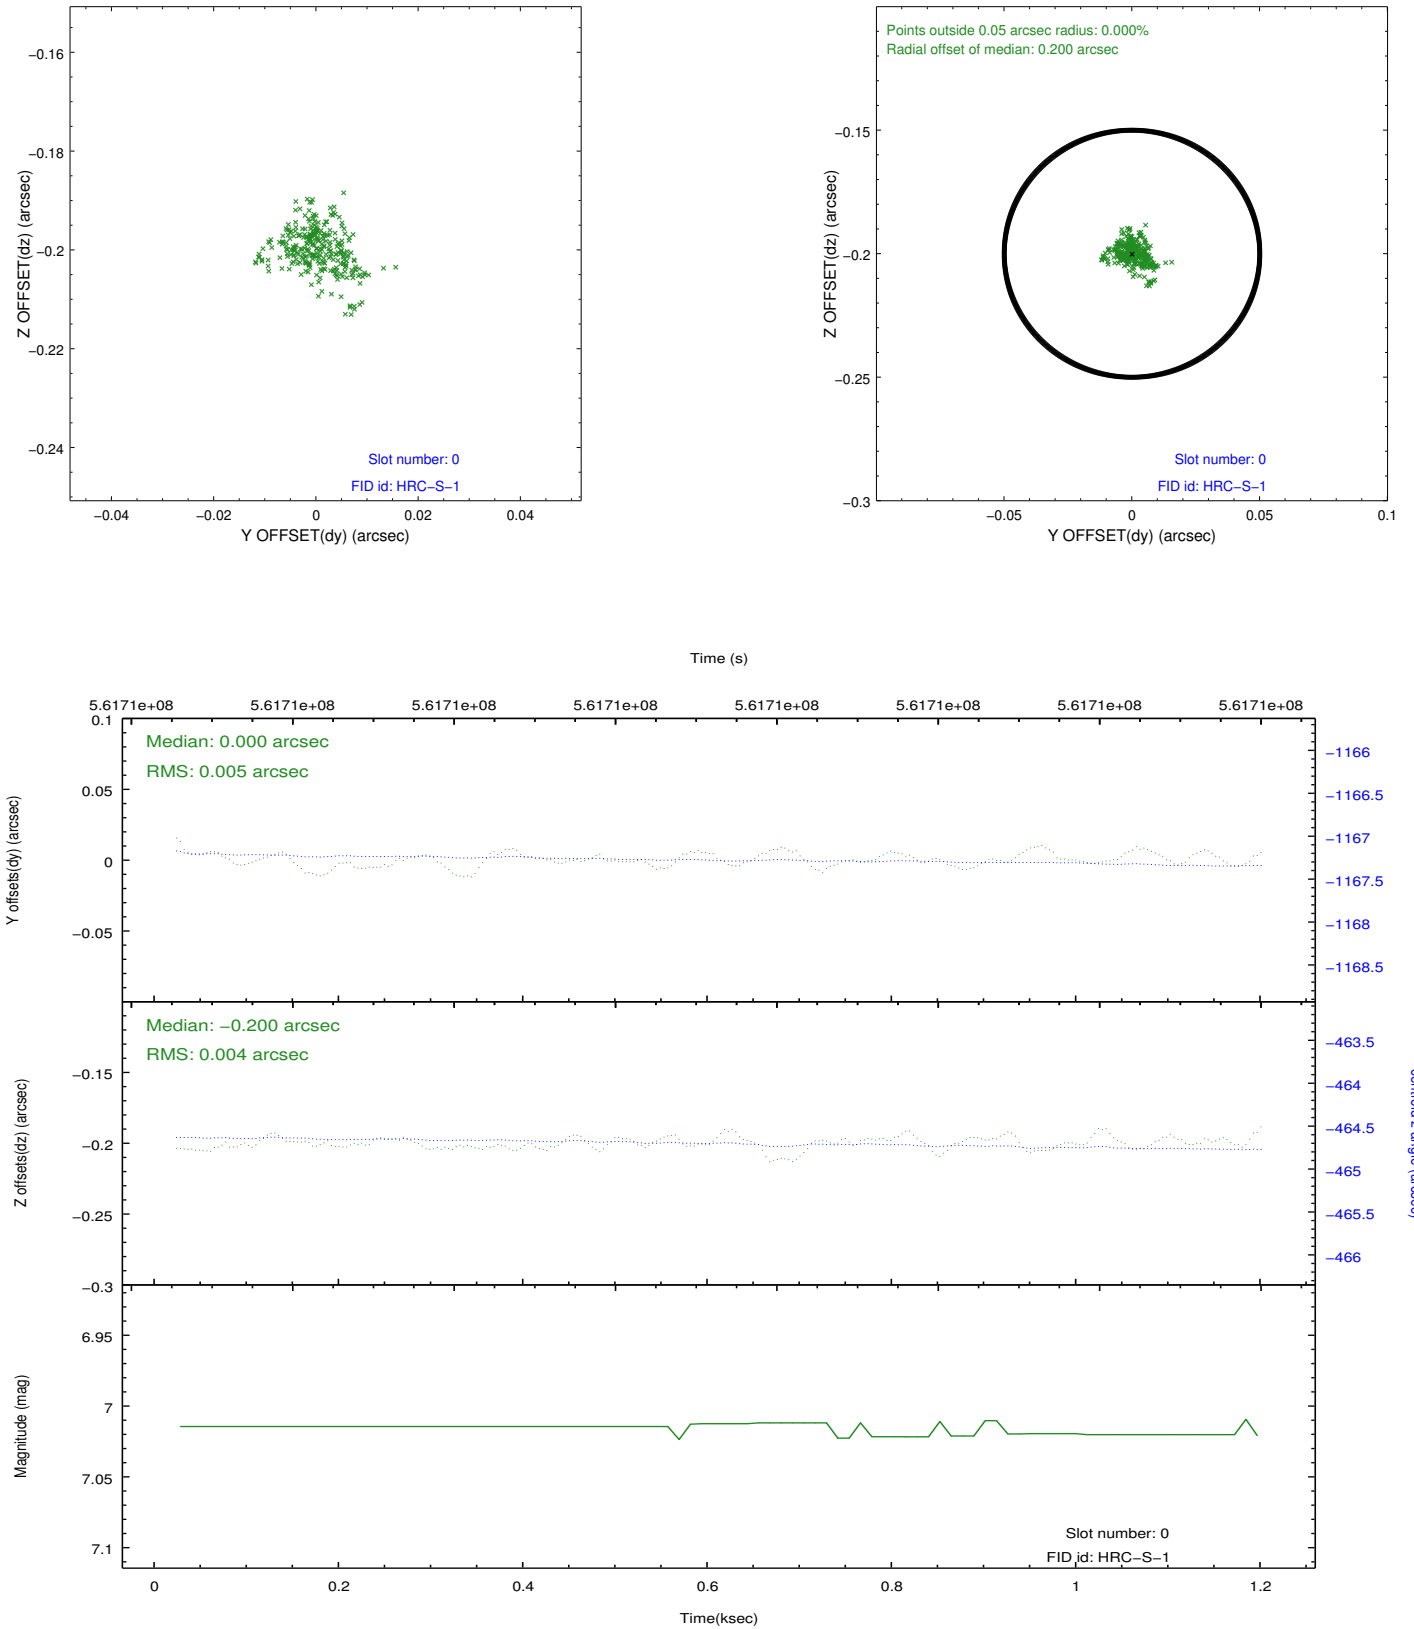 −0.16
−0.18
−0.2
−0.22
−0.24
Z OFFSET(dz) (arcsec)
Slot number: 0
FID id: HRC−S−1
−0.04 −0.02 0 0.02 0.04
Y OFFSET(dy) (arcsec)
Points outside 0.05 arcsec radius: 0.000%
Radial offset of median: 0.200 arcsec
−0.15
−0.2
−0.25
−0.3
Z OFFSET(dz) (arcsec)
Slot number: 0
FID id: HRC−S−1
−0.05 0 0.05 0.1
Y OFFSET(dy) (arcsec)
Time (s)
5.6171e+08 5.6171e+08 5.6171e+08 5.6171e+08 5.6171e+08 5.6171e+08 5.6171e+08 5.6171e+08
0.1
0.05
0
−0.05
Y offsets(dy) (arcsec)
Median: 0.000 arcsec
RMS: 0.005 arcsec
−1166
−1166.5
−1167
−1167.5
−1168
−1168.5
Median: −0.200 arcsec
RMS: 0.004 arcsec
−0.15
−0.2
−0.25
−0.3
Z offsets(dz) (arcsec)
−463.5
−464
−464.5
−465
−465.5
−466
6.95
7
7.05
7.1
Magnitude (mag)
Slot number: 0
FID id: HRC−S−1
0 0.2 0.4 0.6 0.8 1 1.2
Time(ksec)